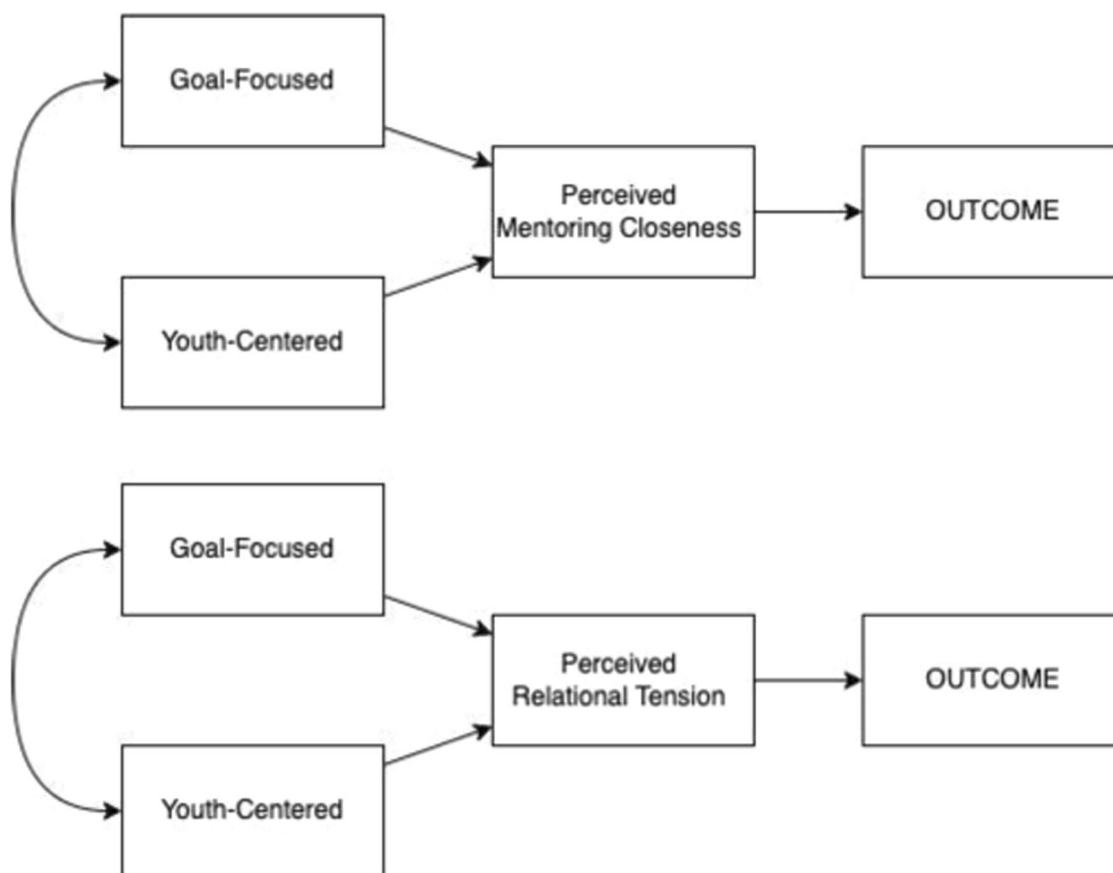 Goal-Focused
Perceived
Mentoring Closeness
OUTCOME
Youth-Centered
Goal-Focused
Perceived
Relational Tension
OUTCOME
Youth-Centered